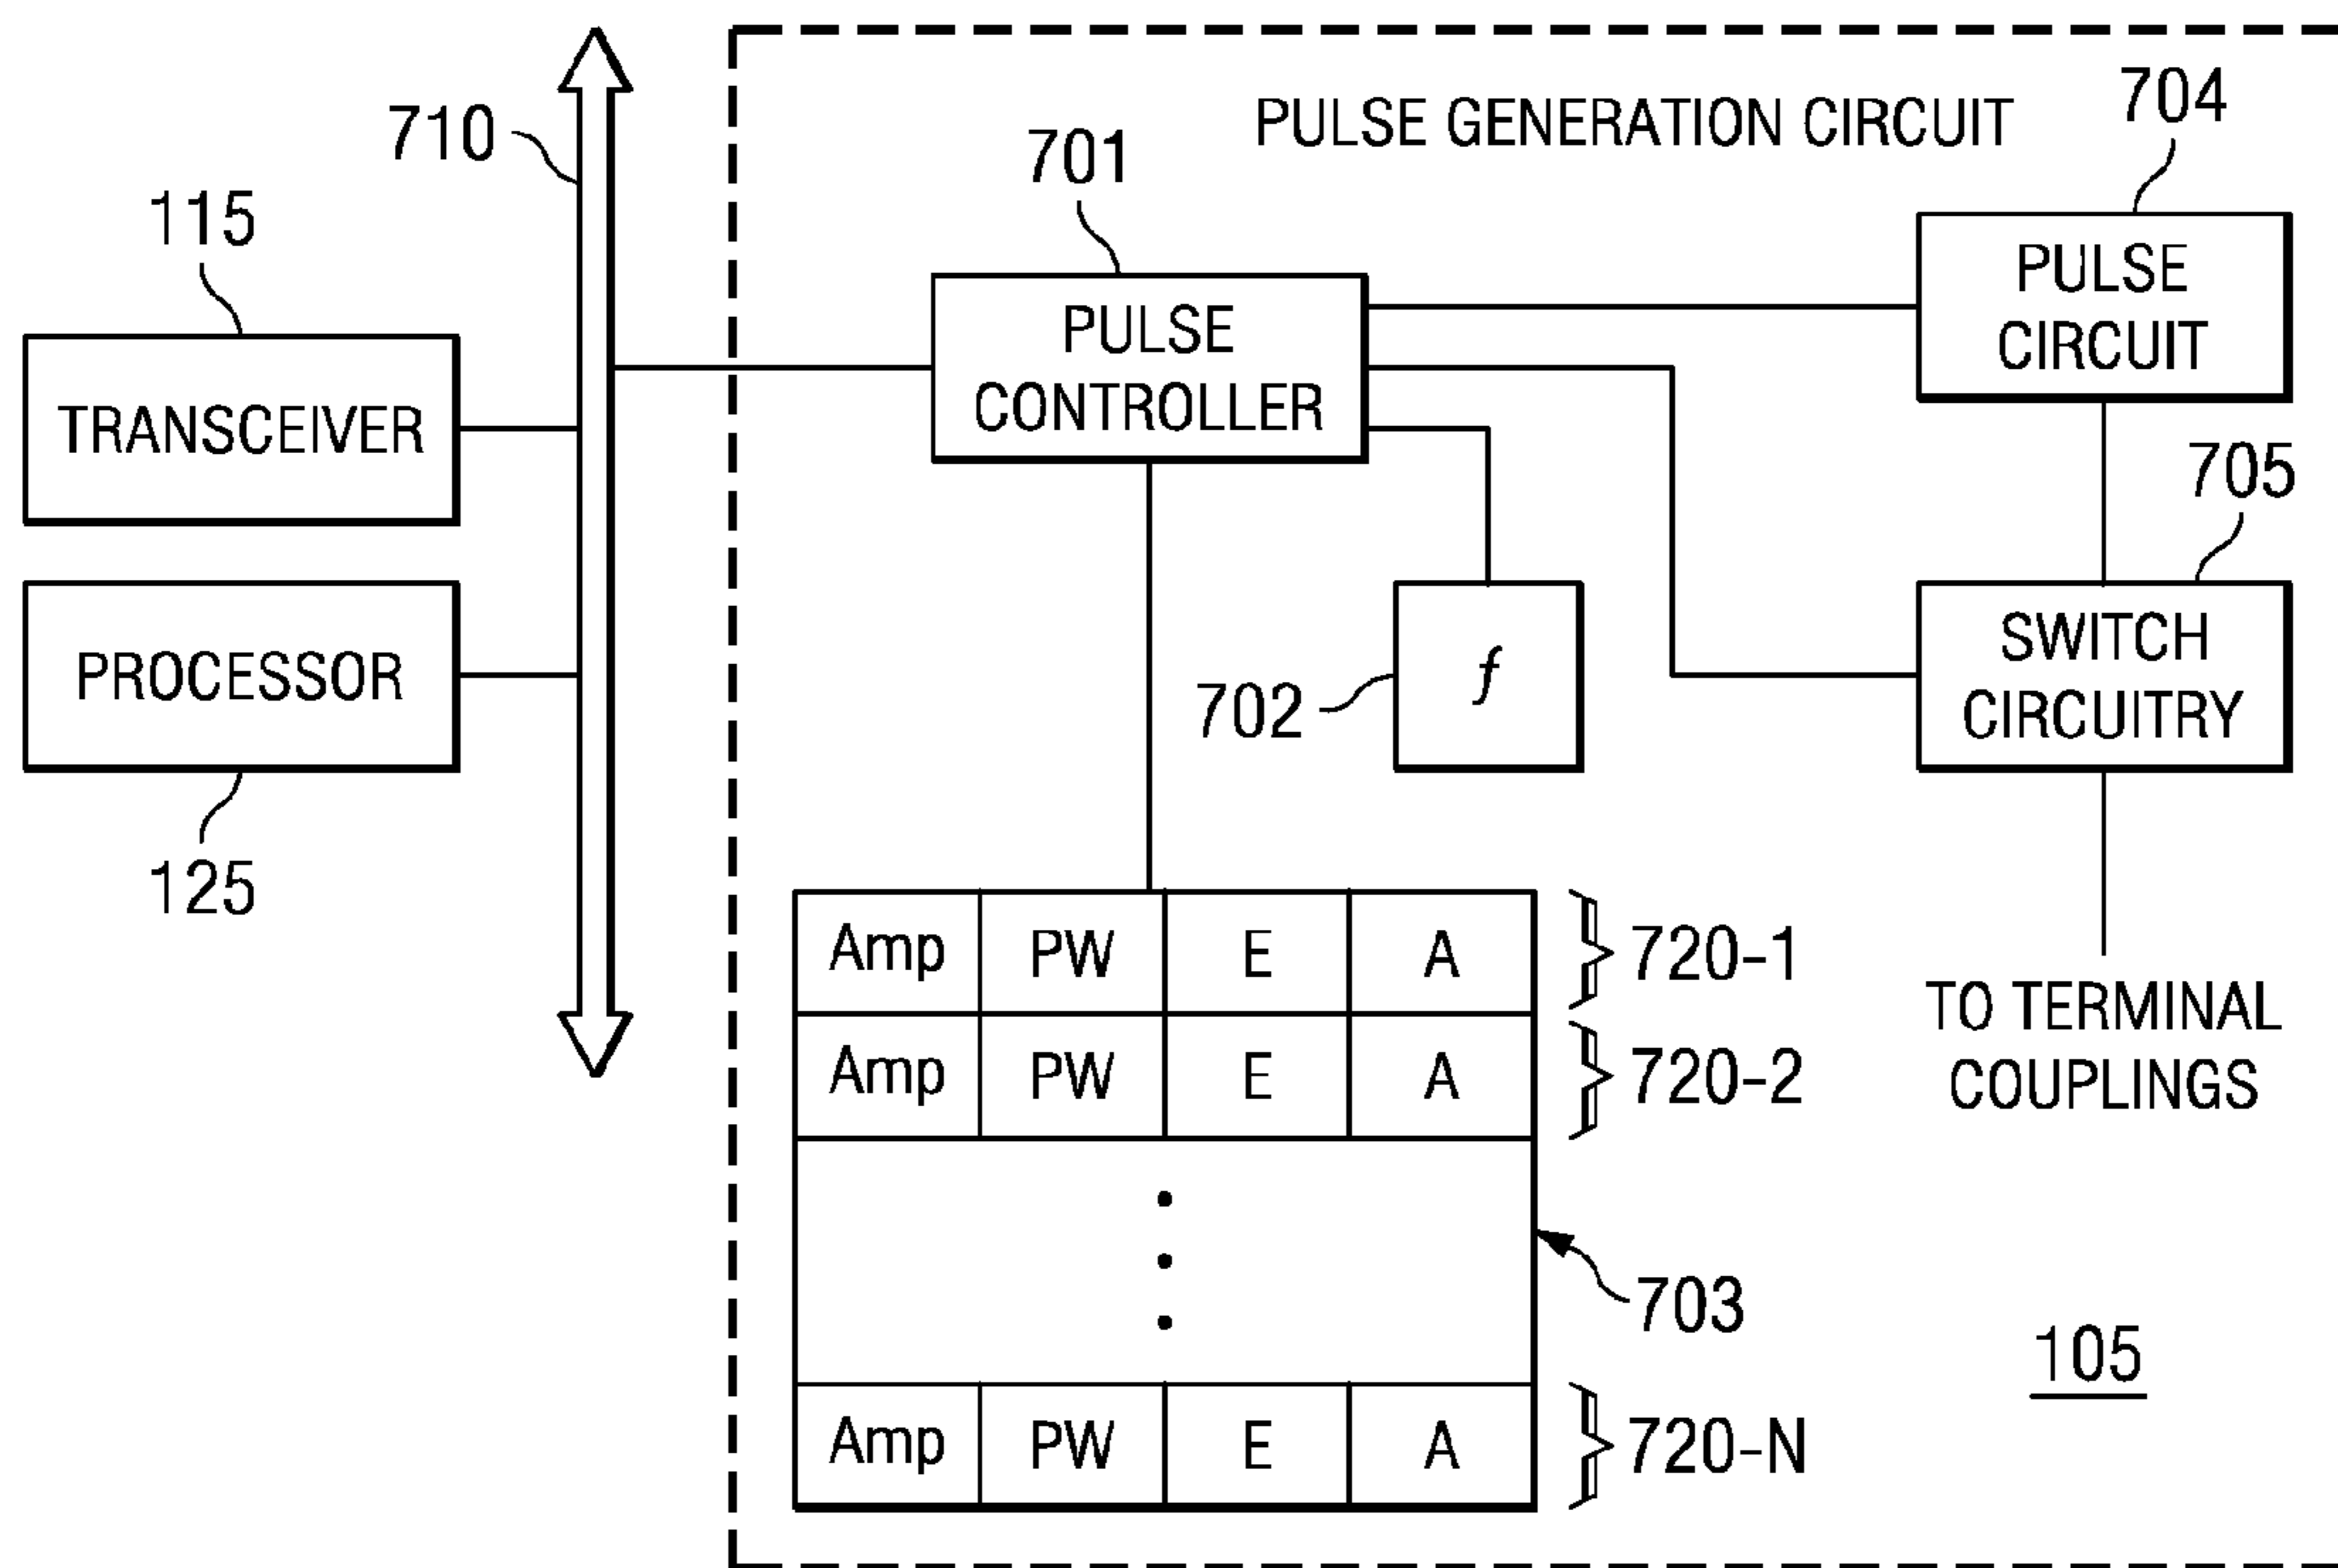 710
PULSE GENERATION CIRCUIT
704
701
115
PULSE
CIRCUIT
PULSE
CONTROLLER
TRANSCEIVER
705
PROCESSOR
702
f
SWITCH
CIRCUITRY
125
Amp PW E A 720-1
Amp PW E A 720-2
TO TERMINAL
COUPLINGS
703
105
Amp PW E A 720-N